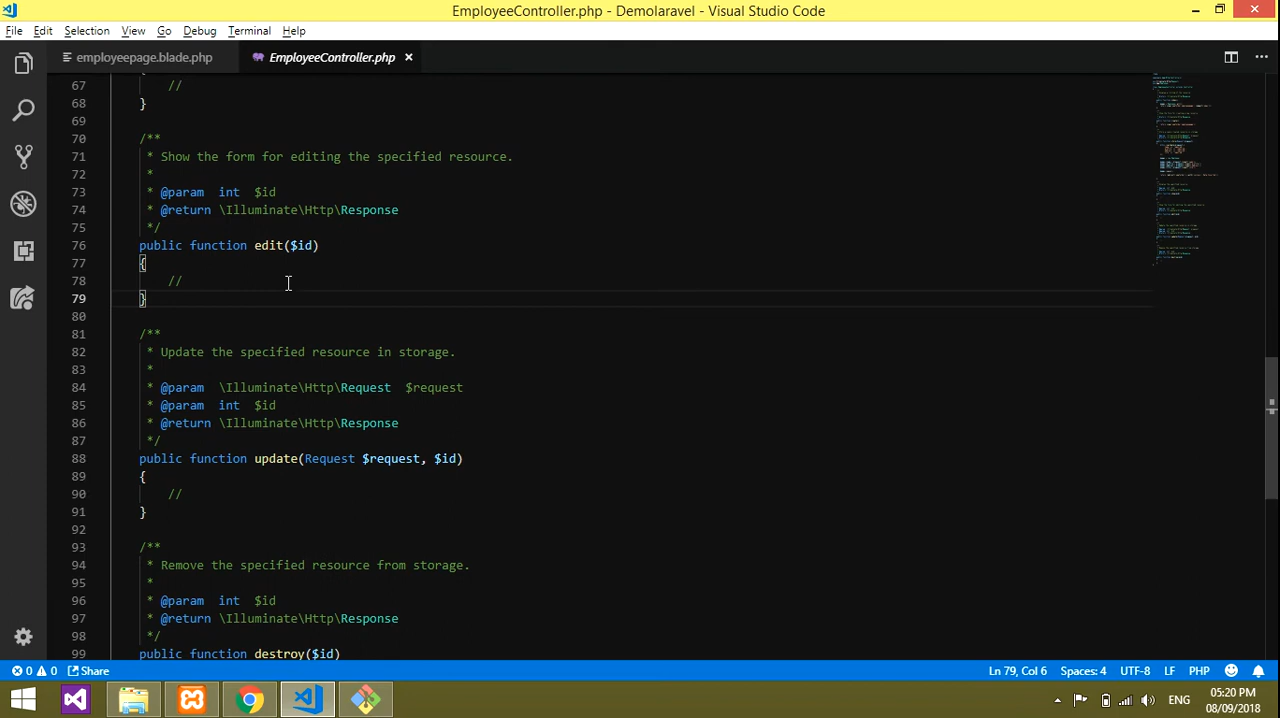 EmployeeController.php - Demolaravel - Visual Studio Code
File Edit Selection View Go Debug Terminal Help
employeepage.blade.php EmployeeController.php
67 //
68 }
69
70 /**
71 * Show the form for editing the specified resource.
72 *
73 * @param int $id
74 * @return \Illuminate\Http\Response
75 */
76 public function edit($id)
77 {
78 //
79 }
80
81 /**
82 * Update the specified resource in storage.
83 *
84 * @param \Illuminate\Http\Request $request
85 * @param int $id
86 * @return \Illuminate\Http\Response
87 */
88 public function update(Request $request, $id)
89 {
90 //
91 }
92
93 /**
94 * Remove the specified resource from storage.
95 *
96 * @param int $id
97 * @return \Illuminate\Http\Response
98 */
99 public function destroy($id)
0 0 Share Ln 79, Col 6 Spaces: 4 UTF-8 LF PHP
ENG 05:20 PM
08/09/2018